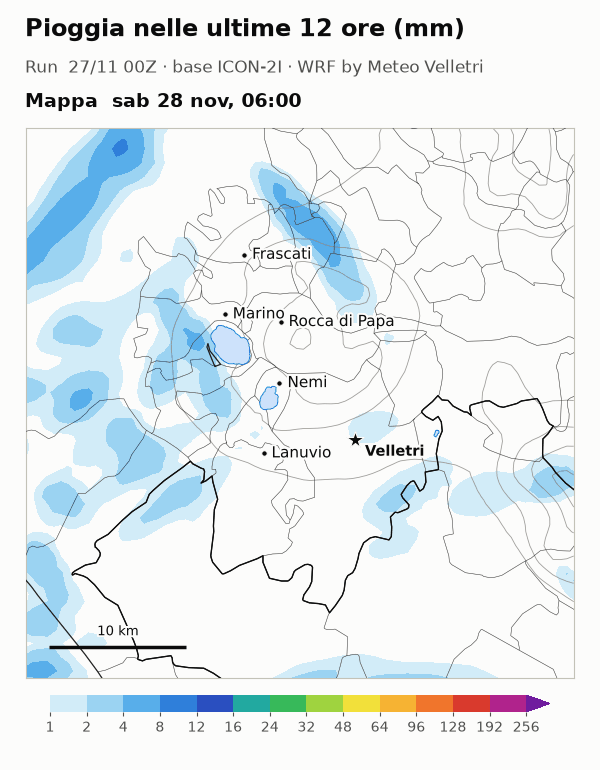 Pioggia nelle ultime 12 ore (mm)
Run  27/11 00Z · base ICON-2I · WRF by Meteo Velletri
Mappa  sab 28 nov, 06:00
Frascati
Marino
Rocca di Papa
Nemi
Velletri
Lanuvio
10 km
1 2 4 8 12 16 24 32 42 48 64 96 128 192 256